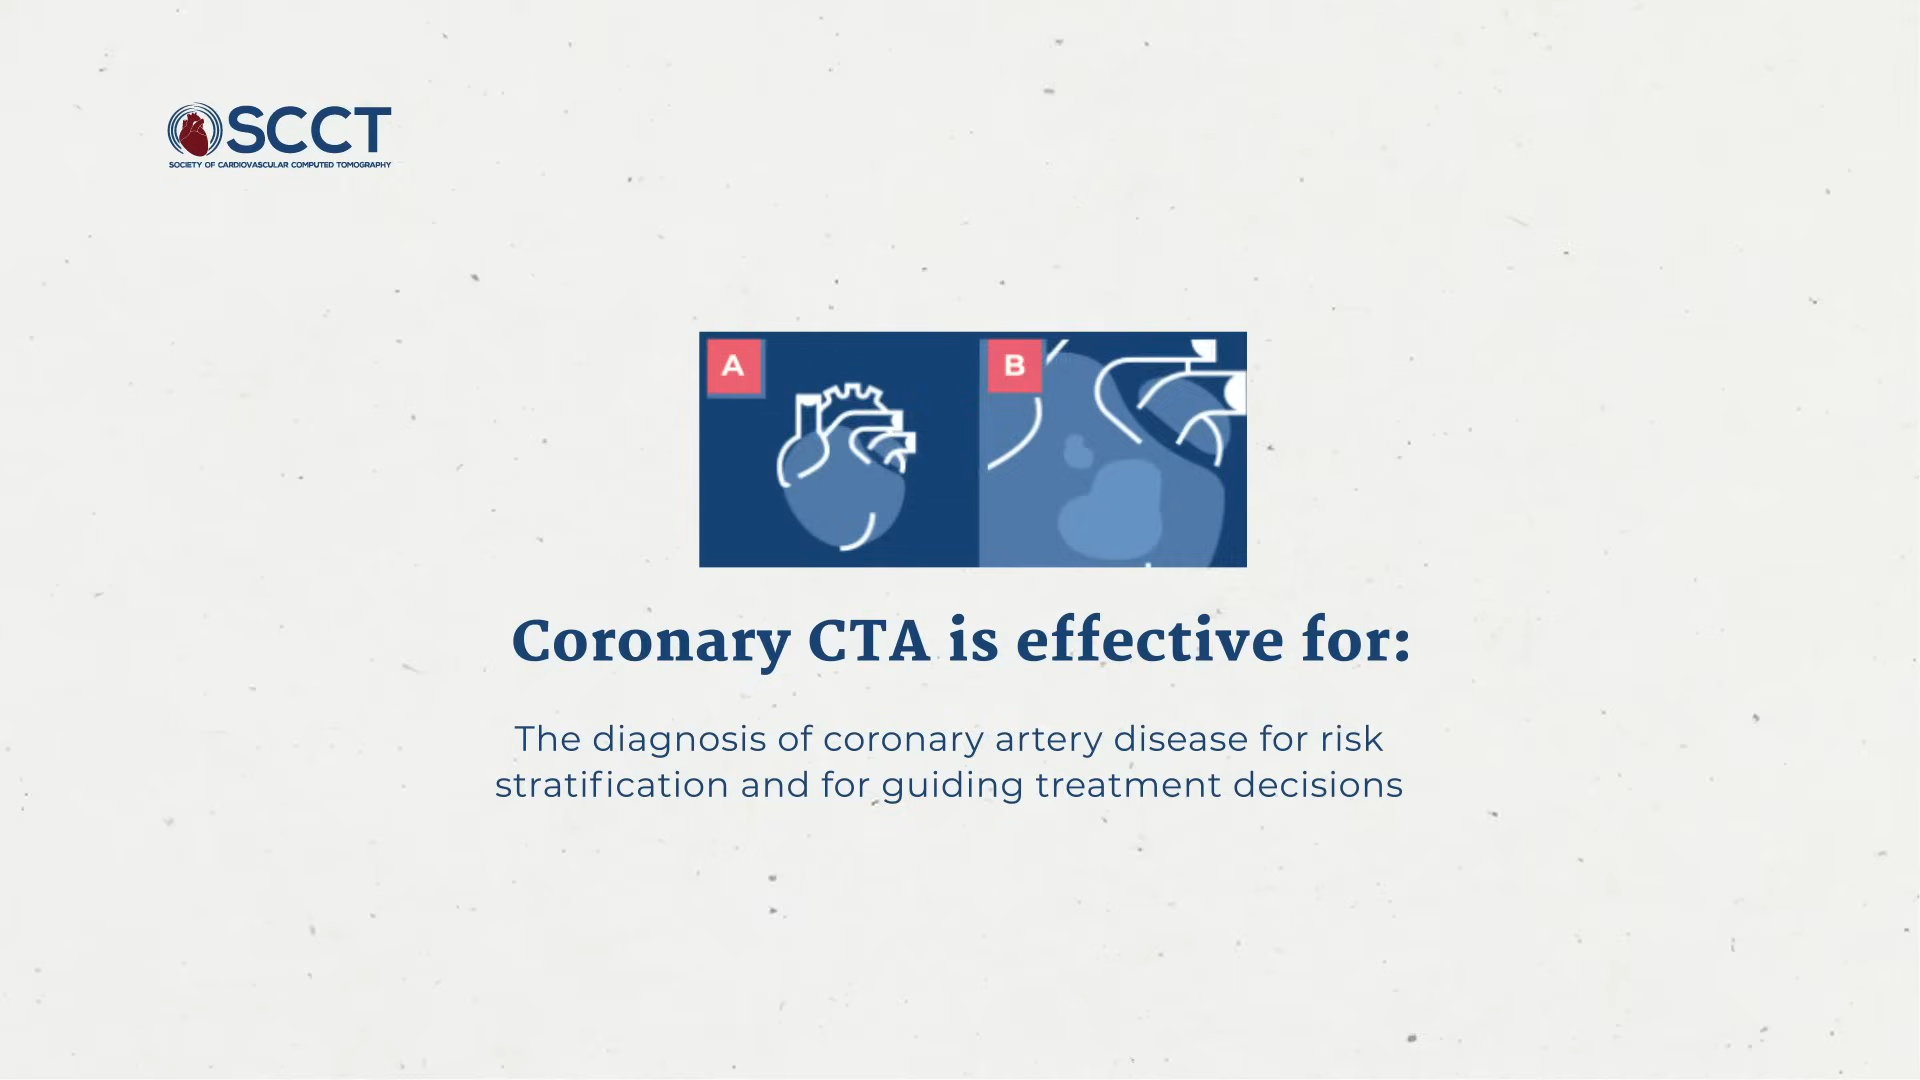 SCCT
SOCIETY OF CARDIOVASCULAR COMPUTED TOMOGRAPHY
A
B
Coronary CTA is effective for:
The diagnosis of coronary artery disease for risk
stratification and for guiding treatment decisions